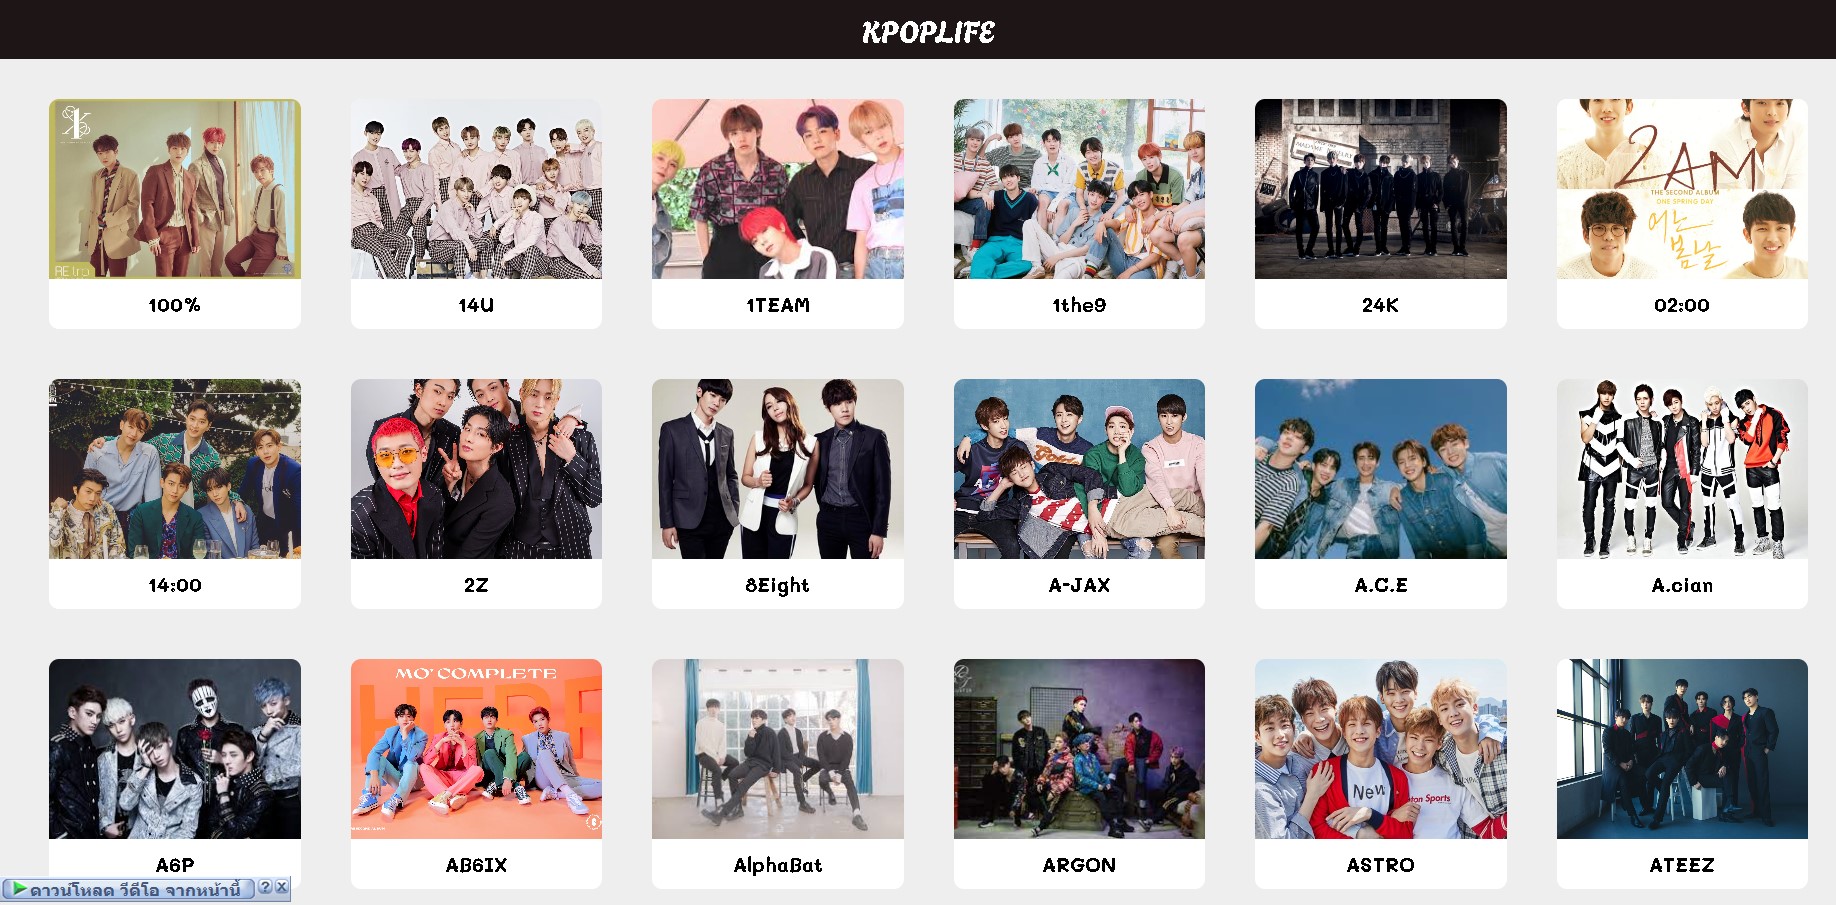 KPOPLIFE
RE:tro
2AM
THE SECOND ALBUM
ONE SPRING DAY
어느
봄날
100%
14U
1TEAM
1the9
24K
02:00
14:00
2Z
8Eight
A-JAX
A.C.E
A.cian
MO' COMPLETE
HERE
New
ton Sports
A6P
AB6IX
AlphaBat
ARGON
ASTRO
ATEEZ
ดาวน์โหลด วีดีโอ จากหน้านี้ ? X